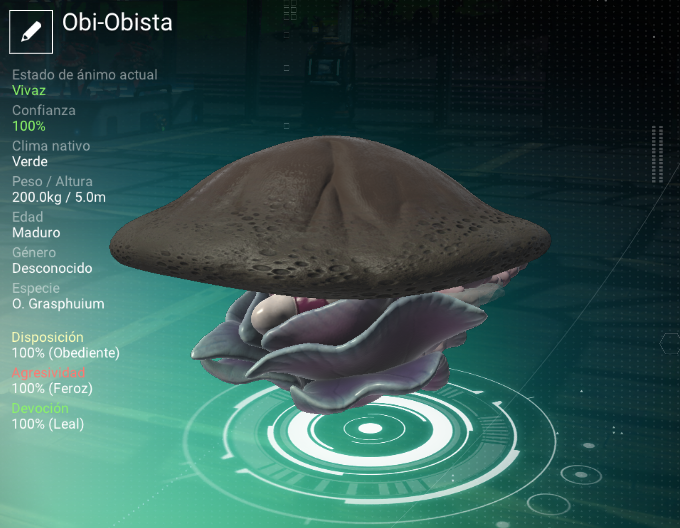 Obi-Obista
Estado de ánimo actual
Vivaz
Confianza
100%
Clima nativo
Verde
Peso / Altura
200.0kg / 5.0m
Edad
Maduro
Género
Desconocido
Especie
O. Grasphuium
Disposición
100% (Obediente)
Agresividad
100% (Feroz)
Devoción
100% (Leal)